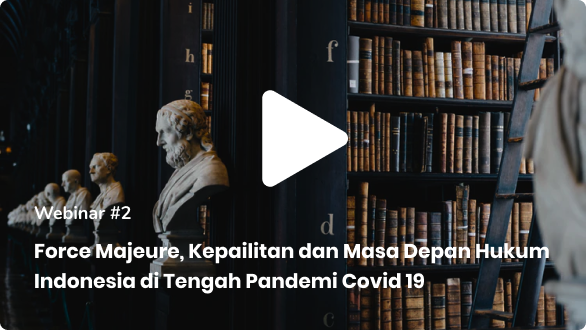 i
h
g
f
d
c
Webinar #2
Force Majeure, Kepailitan dan Masa Depan Hukum
Indonesia di Tengah Pandemi Covid 19